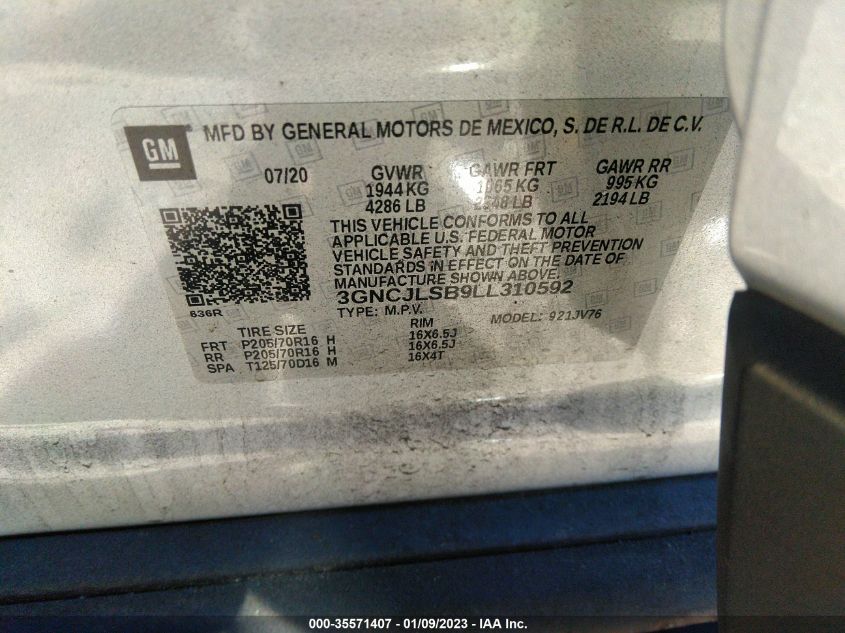 GM
MFD BY GENERAL MOTORS DE MEXICO, S. DE R.L. DE C.V.
07/20 GVWR GAWR FRT GAWR RR
1944 KG 1065 KG 995 KG
4286 LB 2348 LB 2194 LB
THIS VEHICLE CONFORMS TO ALL
APPLICABLE U.S. FEDERAL MOTOR
VEHICLE SAFETY AND THEFT PREVENTION
STANDARDS IN EFFECT ON THE DATE OF
MANUFACTURE SHOWN ABOVE.
3GNCJLSB9LL310592
636R
TYPE: M.P.V. MODEL: 921JV76
TIRE SIZE RIM
FRT P205/70R16 H 16X6.5J
RR P205/70R16 H 16X6.5J
SPA T125/70D16 M 16X4T
000-35571407 - 01/09/2023 - IAA Inc.